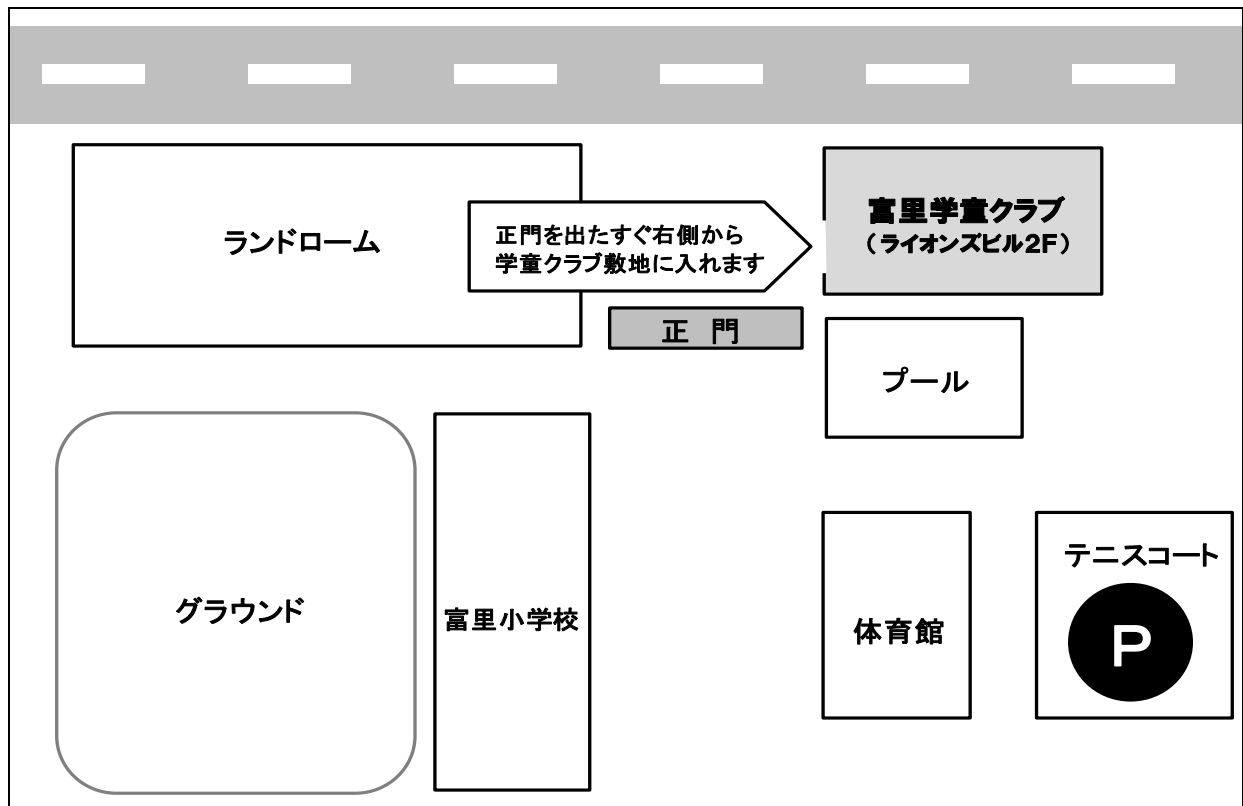 ランドローム
正門を出たすぐ右側から
学童クラブ敷地に入れます
富里学童クラブ
(ライオンズビル2F)
正 門
プール
グラウンド
富里小学校
体育館
テニスコート
P